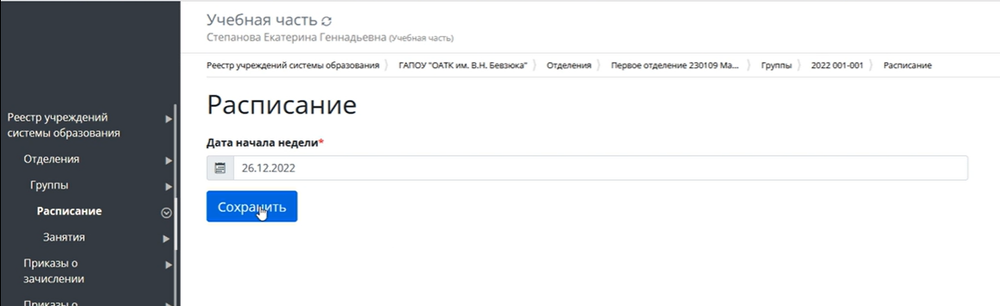 Учебная часть
Степанова Екатерина Геннадьевна (Учебная часть)
Реестр учреждений системы образования ⟩ ГАПОУ "ОАТК им. В.Н. Бевзюка" ⟩ Отделения ⟩ Первое отделение 230109 Ма... ⟩ Группы ⟩ 2022 001-001 ⟩ Расписание
Расписание
Дата начала недели*
26.12.2022
Сохранить
Реестр учреждений
системы образования
Отделения
Группы
Расписание
Занятия
Приказы о
зачислении
Приказы о